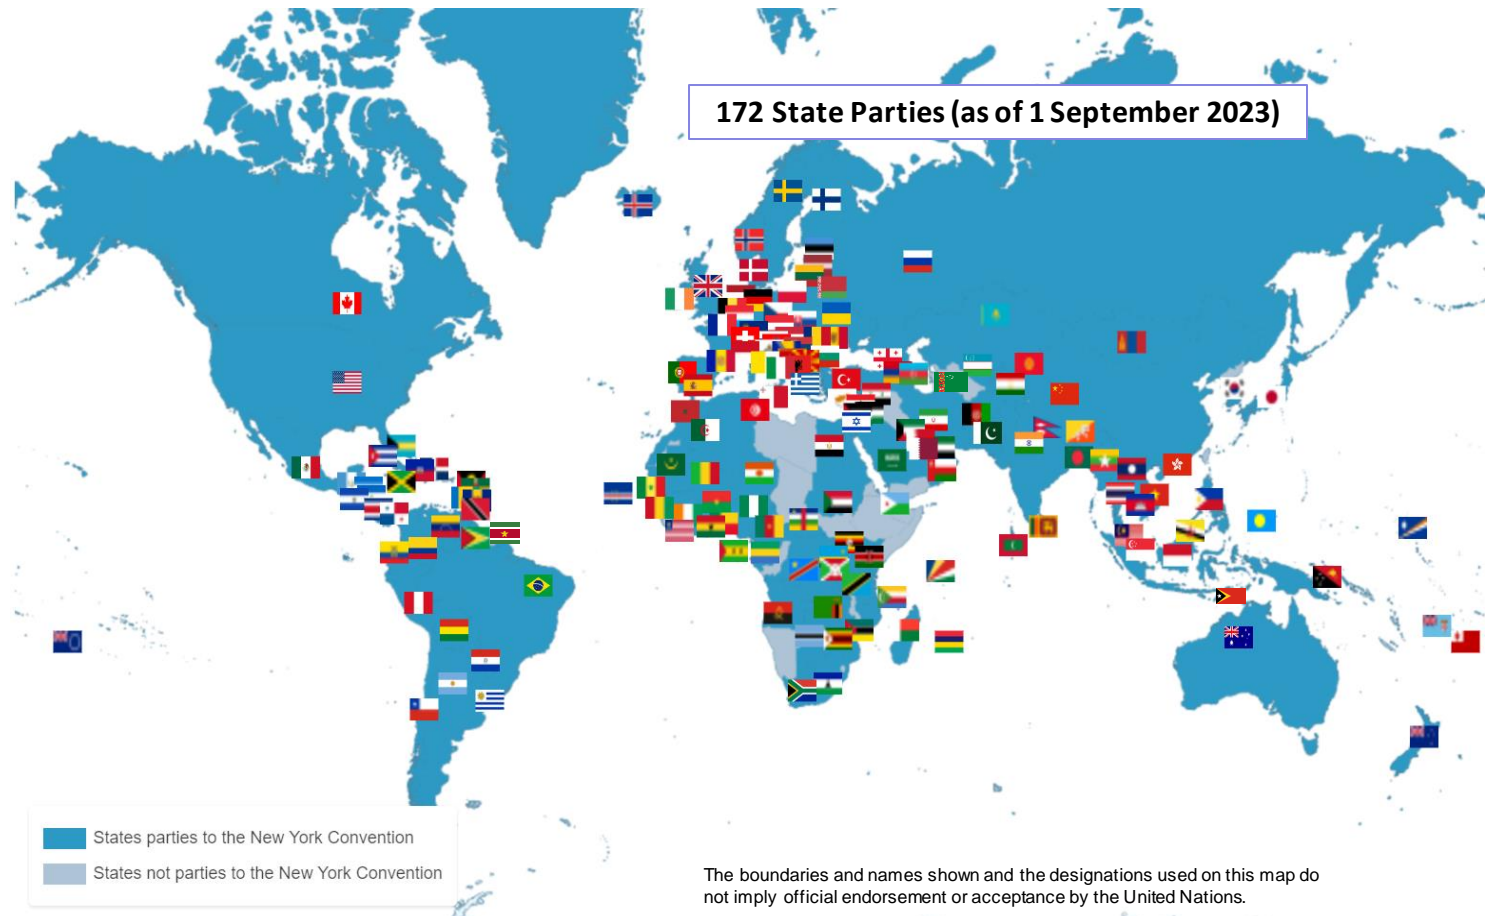 172 State Parties (as of 1 September 2023)
States parties to the New York Convention
States not parties to the New York Convention
The boundaries and names shown and the designations used on this map do
not imply official endorsement or acceptance by the United Nations.